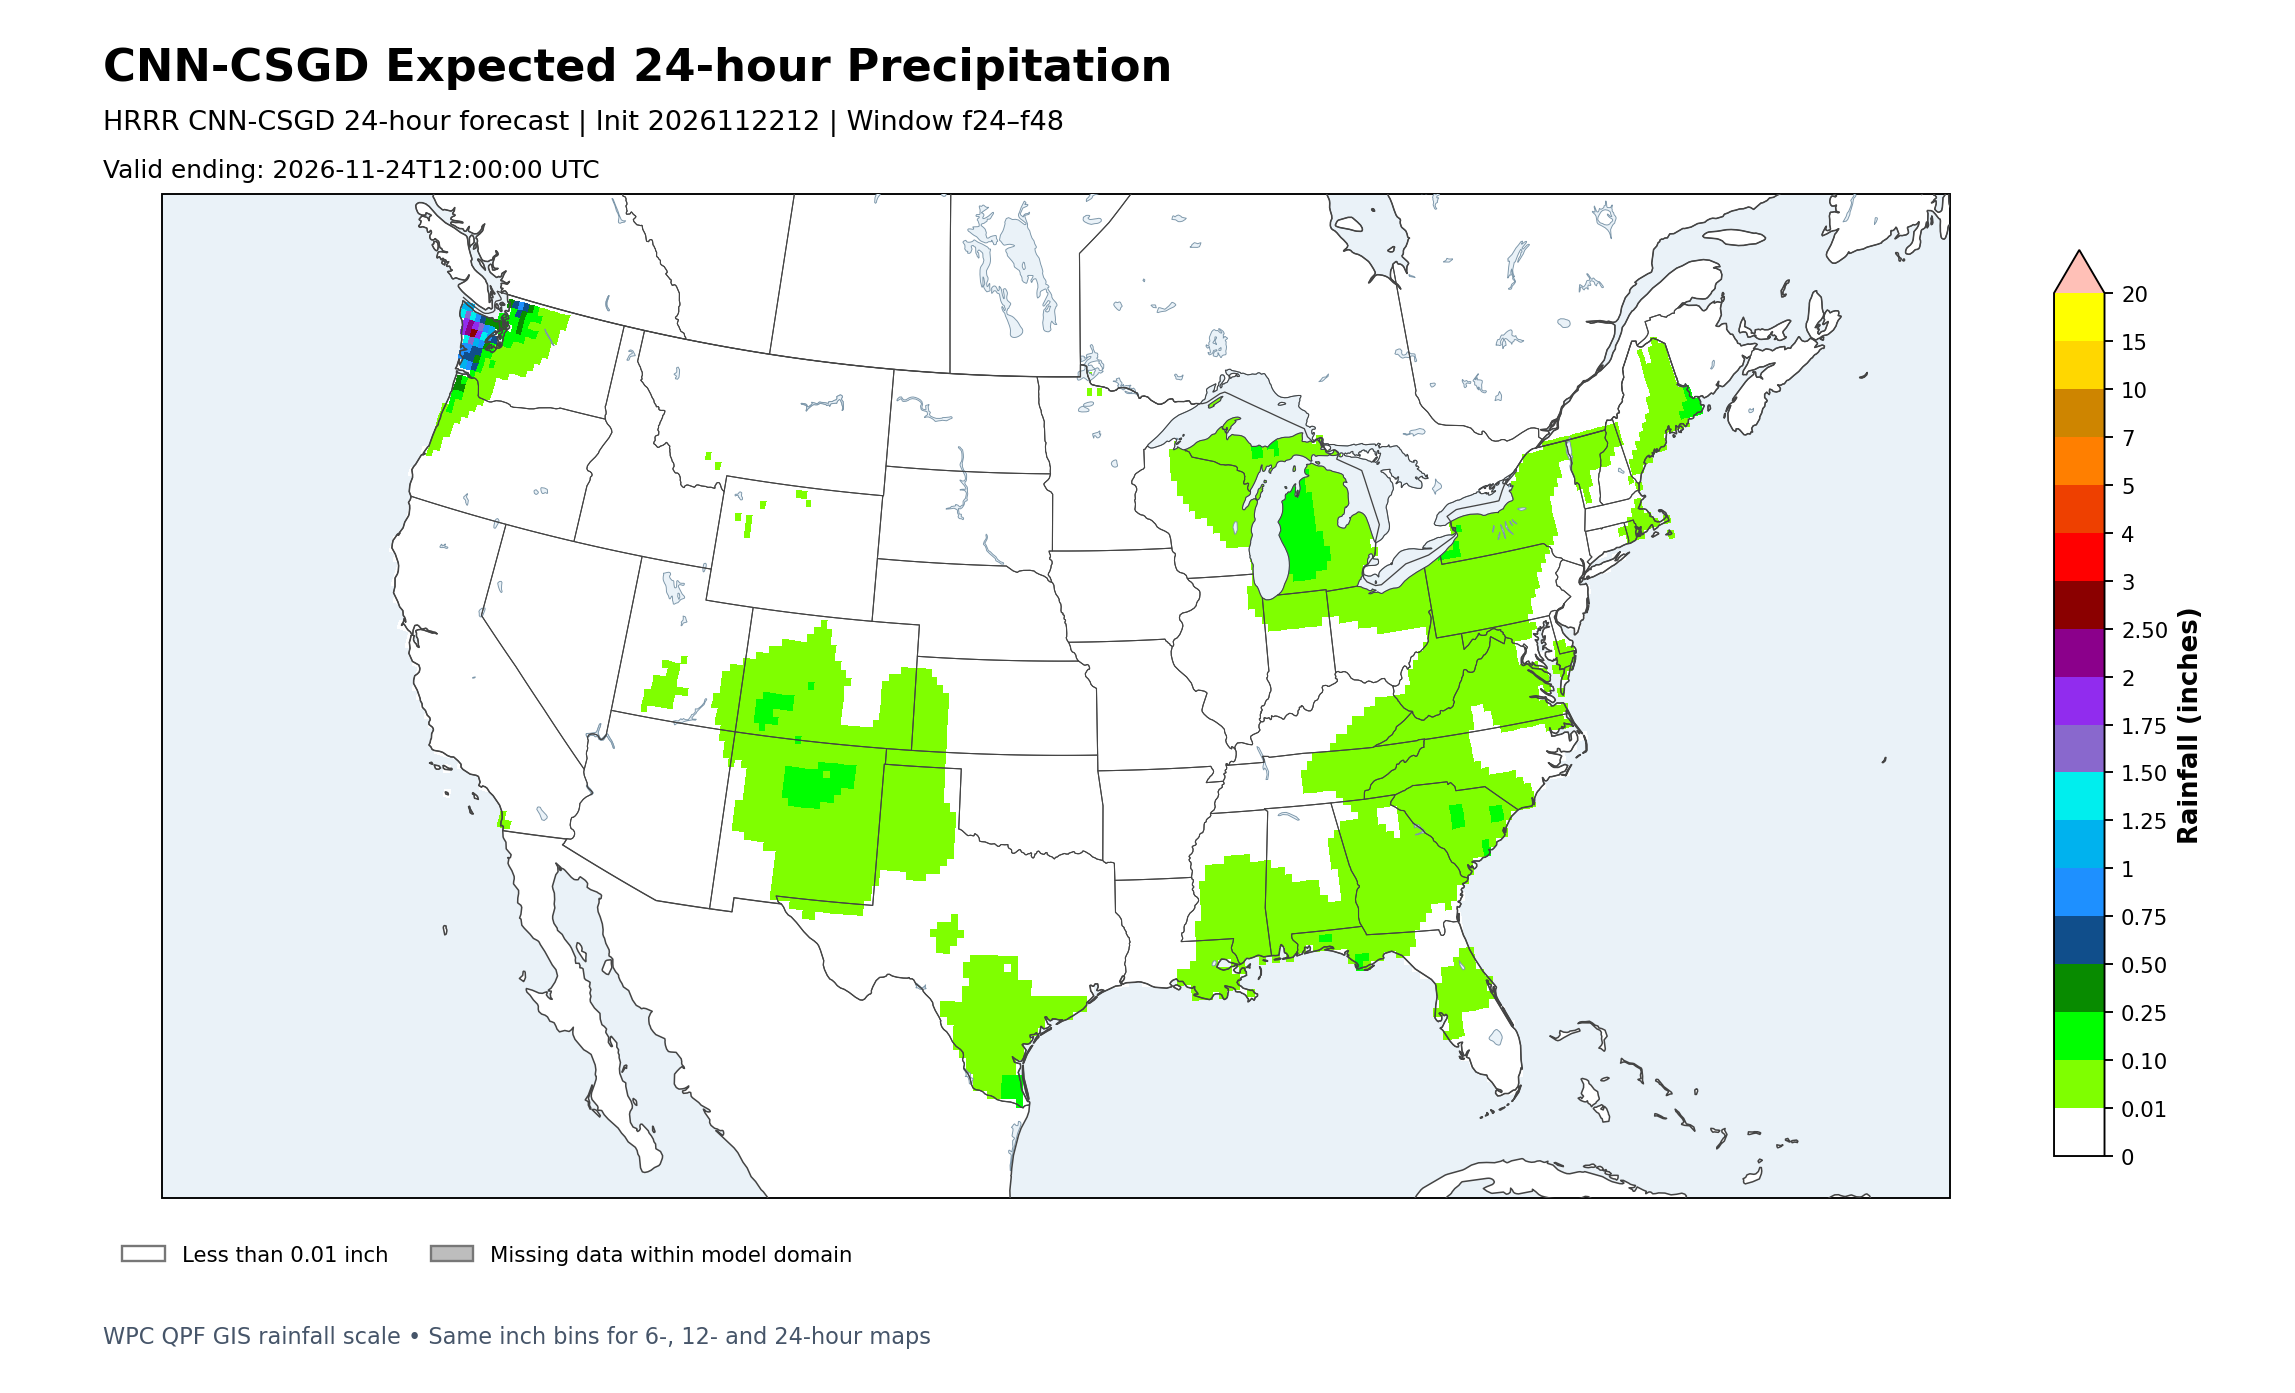 CNN-CSGD Expected 24-hour Precipitation
HRRR CNN-CSGD 24-hour forecast | Init 2026112212 | Window f24–f48
Valid ending: 2026-11-24T12:00:00 UTC
20
15
10
7
5
4
3
2.50
2
1.75
1.50
1.25
1
0.75
0.50
0.25
0.10
0.01
0
Rainfall (inches)
Less than 0.01 inch
Missing data within model domain
WPC QPF GIS rainfall scale • Same inch bins for 6-, 12- and 24-hour maps